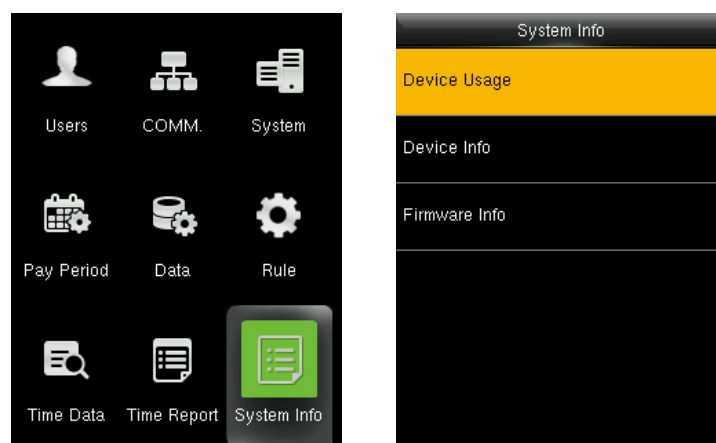 Users COMM. System
Pay Period Data Rule
Time Data Time Report System Info
System Info
Device Usage
Device Info
Firmware Info